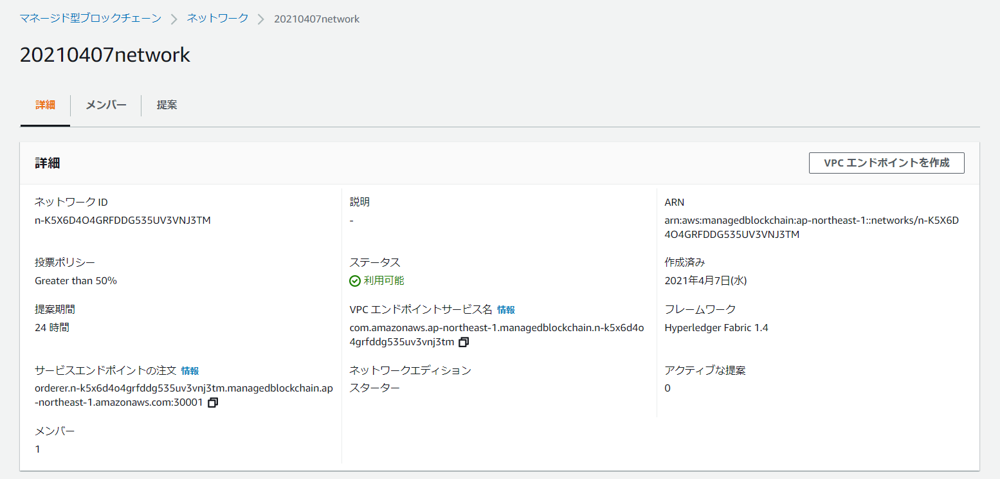 マネージド型ブロックチェーン > ネットワーク > 20210407network
20210407network
詳細
メンバー
提案
詳細
VPC エンドポイントを作成
ネットワーク ID
n-K5X6D4O4GRFDDG535UV3VNJ3TM
説明
-
ARN
arn:aws:managedblockchain:ap-northeast-1::networks/n-K5X6D
4O4GRFDDG535UV3VNJ3TM
投票ポリシー
Greater than 50%
ステータス
利用可能
作成済み
2021年4月7日(水)
提案期間
24 時間
VPC エンドポイントサービス名 情報
com.amazonaws.ap-northeast-1.managedblockchain.n-k5x6d4o
4grfddg535uv3vnj3tm
フレームワーク
Hyperledger Fabric 1.4
サービスエンドポイントの注文 情報
orderer.n-k5x6d4o4grfddg535uv3vnj3tm.managedblockchain.ap
-northeast-1.amazonaws.com:30001
ネットワークエディション
スターター
アクティブな提案
0
メンバー
1